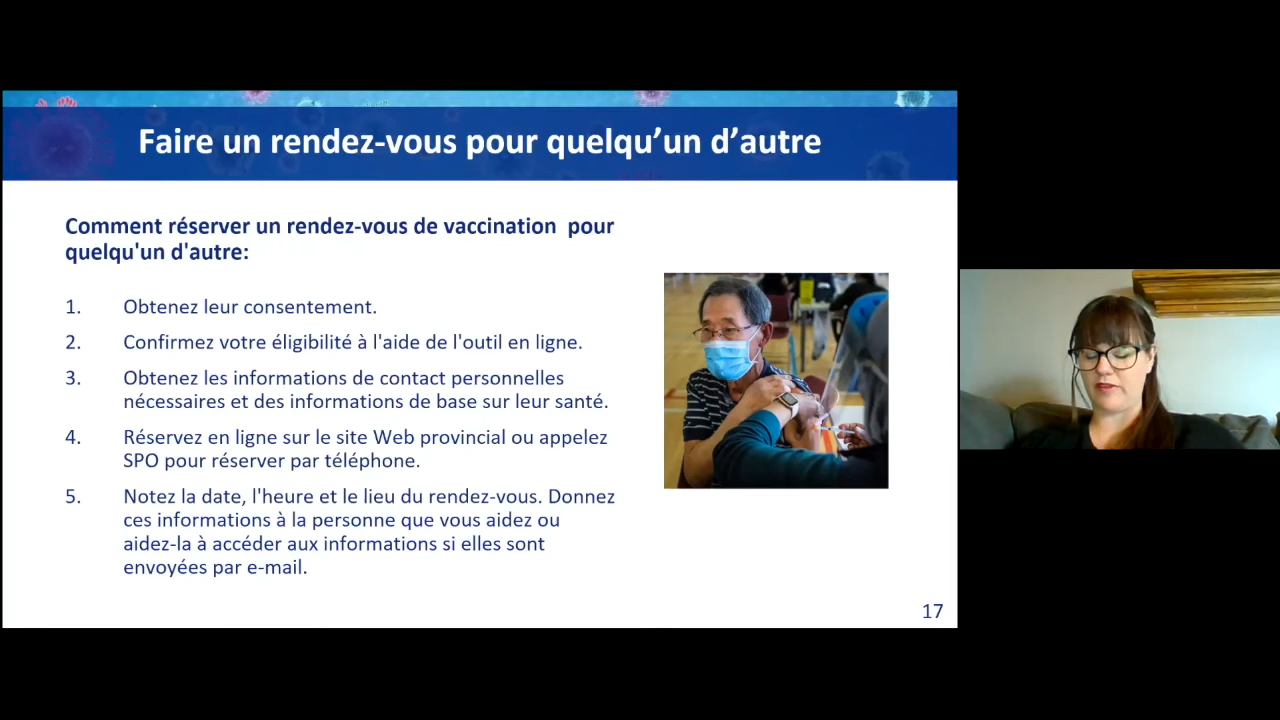 Faire un rendez-vous pour quelqu’un d’autre
Comment réserver un rendez-vous de vaccination  pour
quelqu'un d'autre:
1. Obtenez leur consentement.
2. Confirmez votre éligibilité à l'aide de l'outil en ligne.
3. Obtenez les informations de contact personnelles
nécessaires et des informations de base sur leur santé.
4. Réservez en ligne sur le site Web provincial ou appelez
SPO pour réserver par téléphone.
5. Notez la date, l'heure et le lieu du rendez-vous. Donnez
ces informations à la personne que vous aidez ou
aidez-la à accéder aux informations si elles sont
envoyées par e-mail.
17